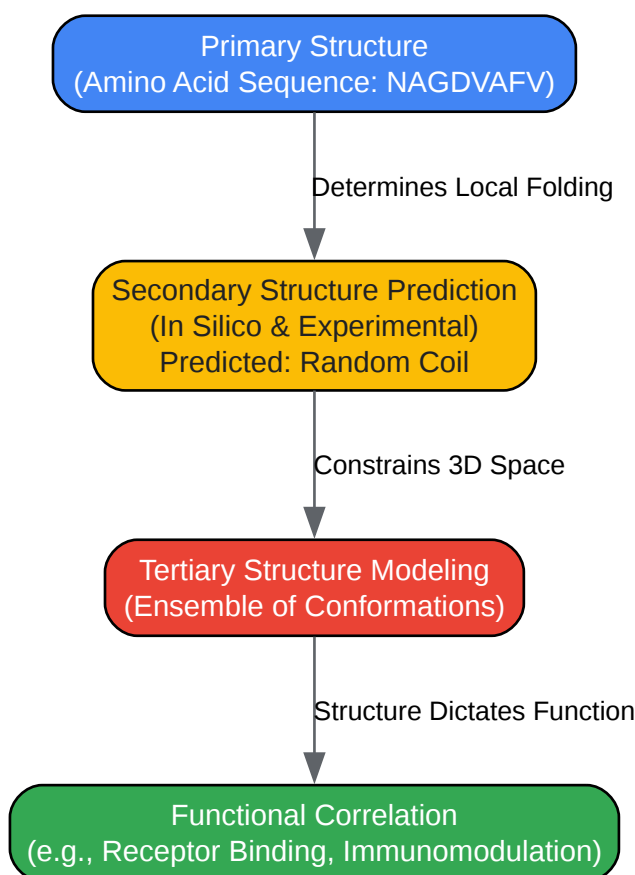 Primary Structure
(Amino Acid Sequence: NAGDVAFV)
Determines Local Folding
Secondary Structure Prediction
(In Silico & Experimental)
Predicted: Random Coil
Constrains 3D Space
Tertiary Structure Modeling
(Ensemble of Conformations)
Structure Dictates Function
Functional Correlation
(e.g., Receptor Binding, Immunomodulation)